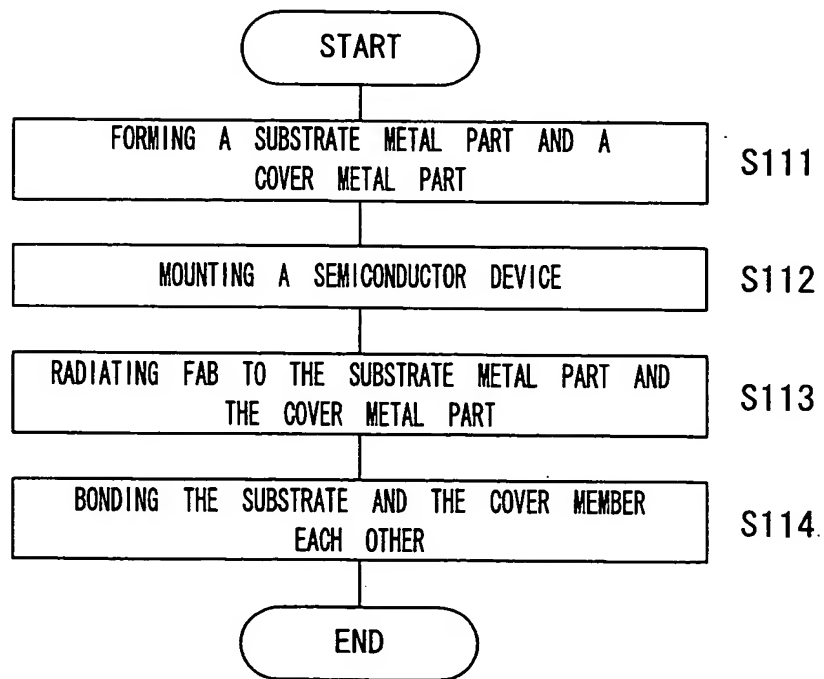 START
FORMING A SUBSTRATE METAL PART AND A
COVER METAL PART
S111
MOUNTING A SEMICONDUCTOR DEVICE
S112
RADIATING FAB TO THE SUBSTRATE METAL PART AND
THE COVER METAL PART
S113
BONDING THE SUBSTRATE AND THE COVER MEMBER
EACH OTHER
S114
END